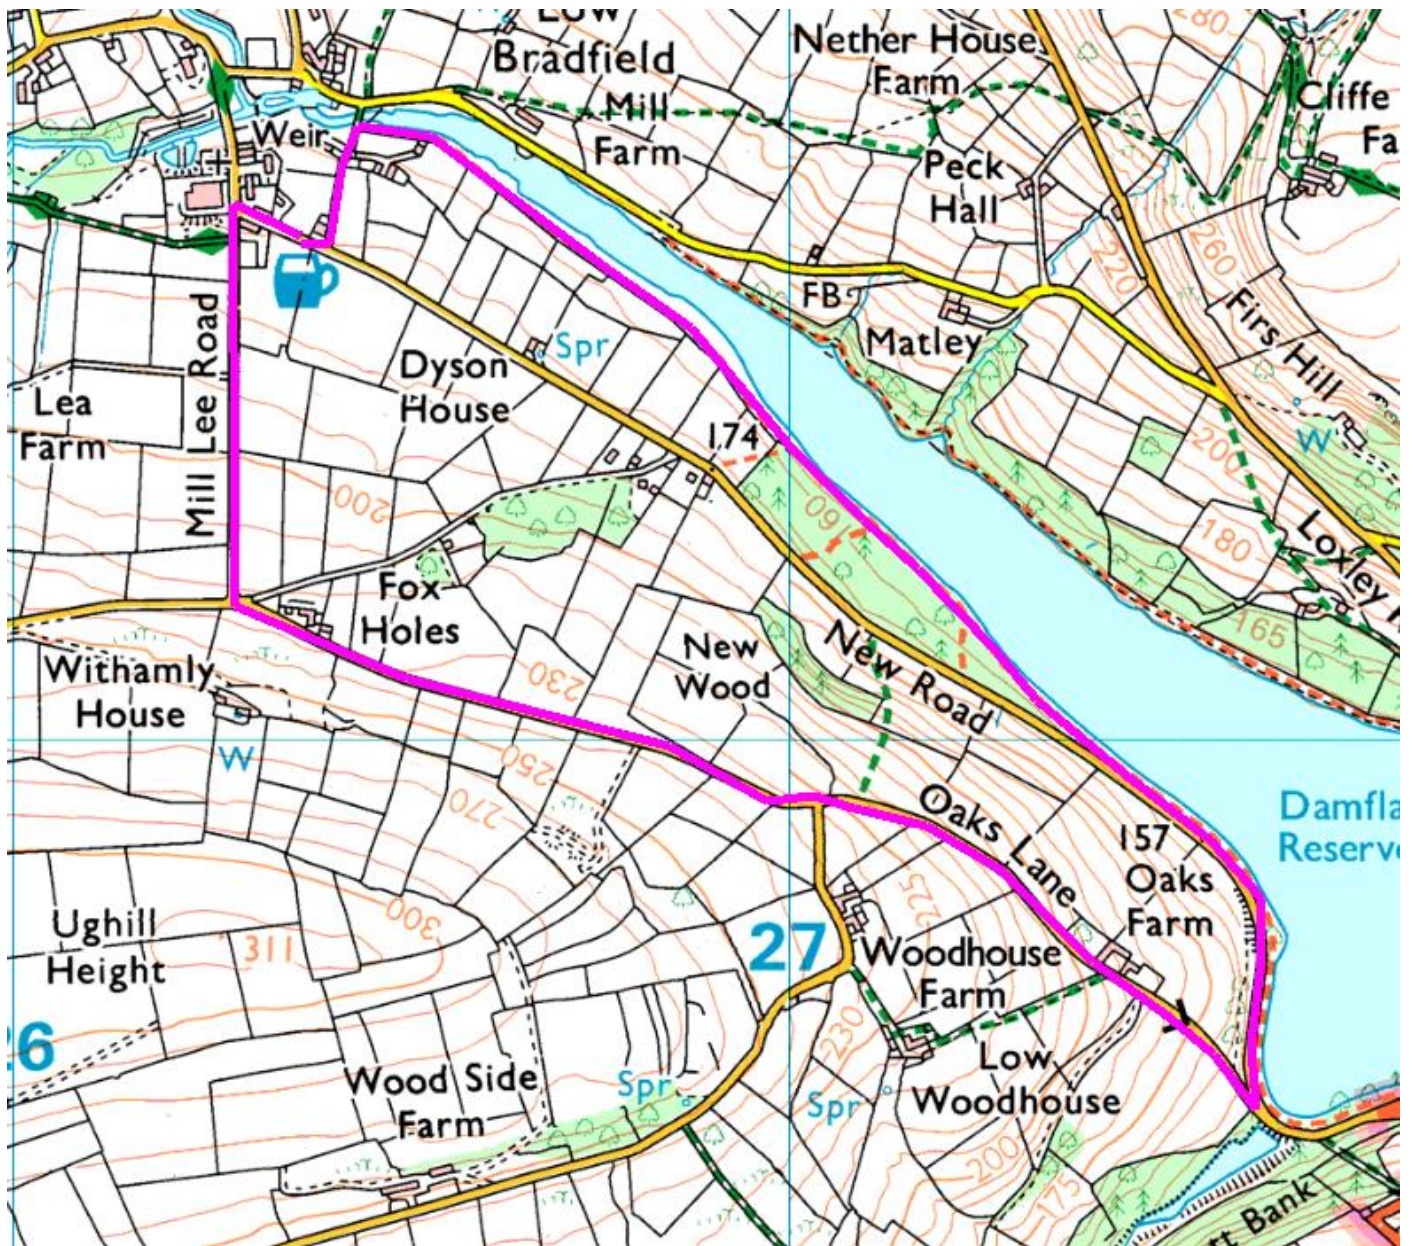 Low
Bradfield
Mill
Farm
Nether House
Farm
280
Cliffe
Fa
Weir
Peck
Hall
260
220
FB
Firs Hill
Matley
Spr
Dyson
House
Lea
Farm
Mill Lee Road
174
W
200
200
160
180
Loxley
Fox
Holes
165
New
Wood
New Road
Withamly
House
230
W
250
270
Oaks Lane
Damfla
Reserv
157
Oaks
Farm
225
300
311
Ughill
Height
27
Woodhouse
Farm
230
26
Low
Woodhouse
Wood Side
Farm
Spr
Spr
200
175
Bank